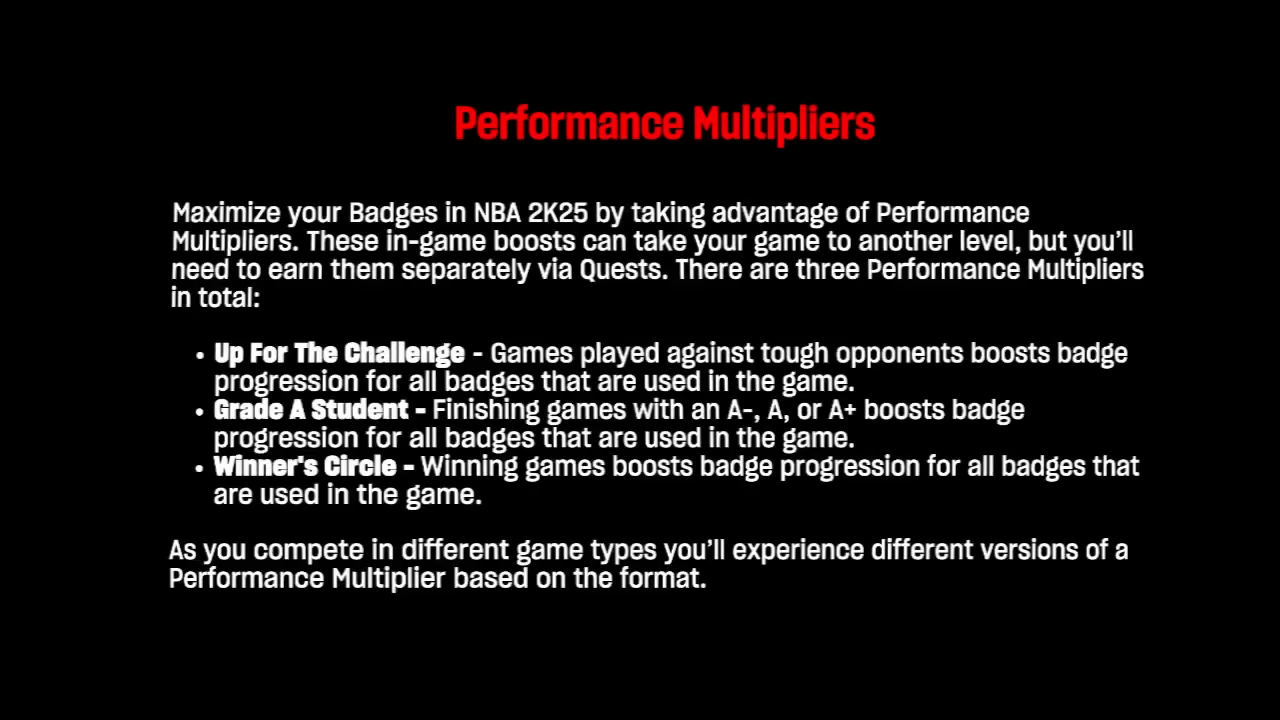 Performance Multipliers
Maximize your Badges in NBA 2K25 by taking advantage of Performance
Multipliers. These in-game boosts can take your game to another level, but you’ll
need to earn them separately via Quests. There are three Performance Multipliers
in total:
• Up For The Challenge - Games played against tough opponents boosts badge
progression for all badges that are used in the game.
• Grade A Student - Finishing games with an A-, A, or A+ boosts badge
progression for all badges that are used in the game.
• Winner's Circle - Winning games boosts badge progression for all badges that
are used in the game.
As you compete in different game types you’ll experience different versions of a
Performance Multiplier based on the format.